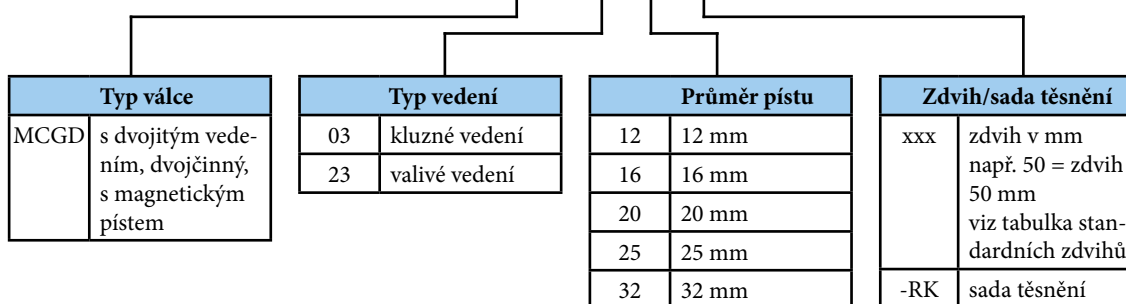 Typ válce
MCGD s dvojitým vede-
ním, dvojčinný,
s magnetickým
pístem
Typ vedení
03 kluzné vedení
23 valivé vedení
Průměr pístu
12 12 mm
16 16 mm
20 20 mm
25 25 mm
32 32 mm
Zdvih/sada těsnění
xxx zdvih v mm
např. 50 = zdvih
50 mm
viz tabulka stan-
dardních zdvihů
-RK sada těsnění